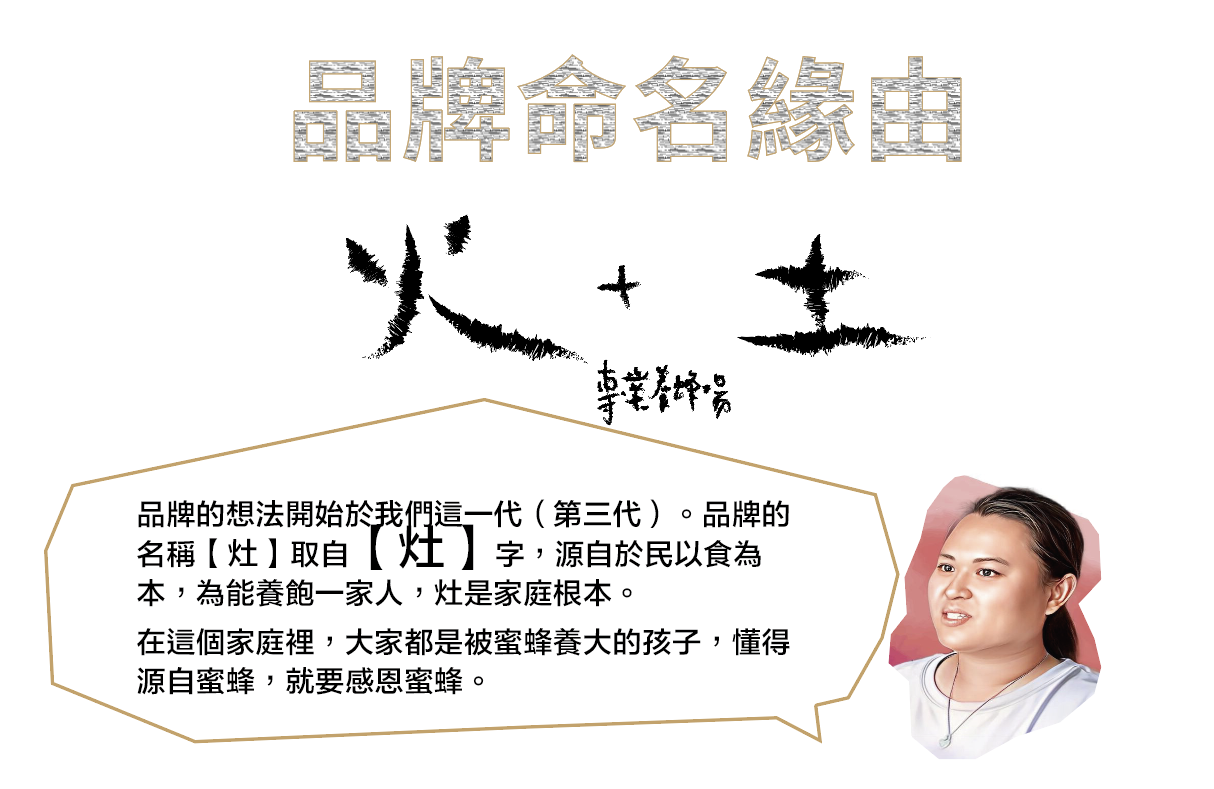 品牌命名緣由
火 + 土
專業養蜂場
品牌的想法開始於我們這一代（第三代）。品牌的
名稱【灶】取自【灶】字，源自於民以食為
本，為能養飽一家人，灶是家庭根本。
在這個家庭裡，大家都是被蜜蜂養大的孩子，懂得
源自蜜蜂，就要感恩蜜蜂。